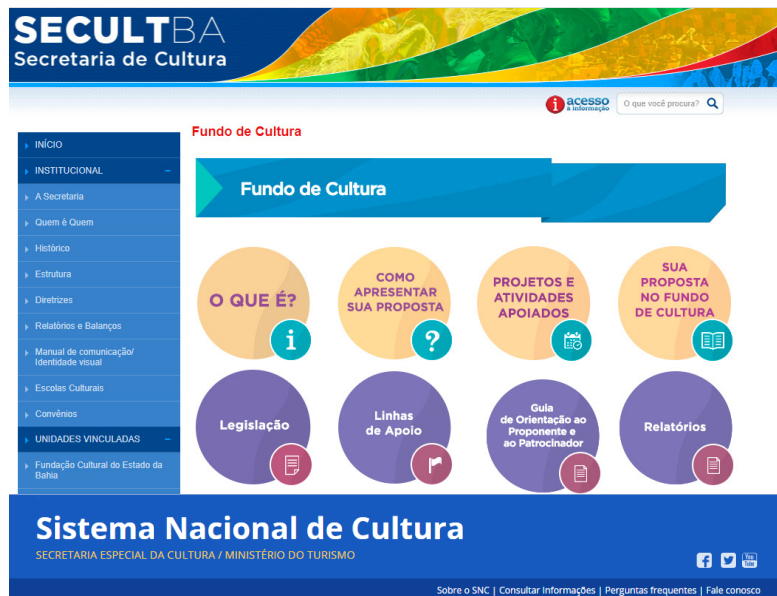 SECULTBA
Secretaria de Cultura
i acesso
à informação
O que você procura?
INÍCIO
INSTITUCIONAL
A Secretaria
Quem é Quem
Histórico
Estrutura
Diretrizes
Relatórios e Balanços
Manual de comunicação/
Identidade visual
Escolas Culturais
Convênios
UNIDADES VINCULADAS
Fundação Cultural do Estado da
Bahia
Fundo de Cultura
Fundo de Cultura
O QUE É?
i
COMO
APRESENTAR
SUA PROPOSTA
?
PROJETOS E
ATIVIDADES
APOIADOS
SUA
PROPOSTA
NO FUNDO
DE CULTURA
Legislação
Linhas
de Apoio
Guia
de Orientação ao
Proponente e
ao Patrocinador
Relatórios
Sistema Nacional de Cultura
SECRETARIA ESPECIAL DA CULTURA / MINISTÉRIO DO TURISMO
f
You
Tube
Sobre o SNC | Consultar Informações | Perguntas frequentes | Fale conosco